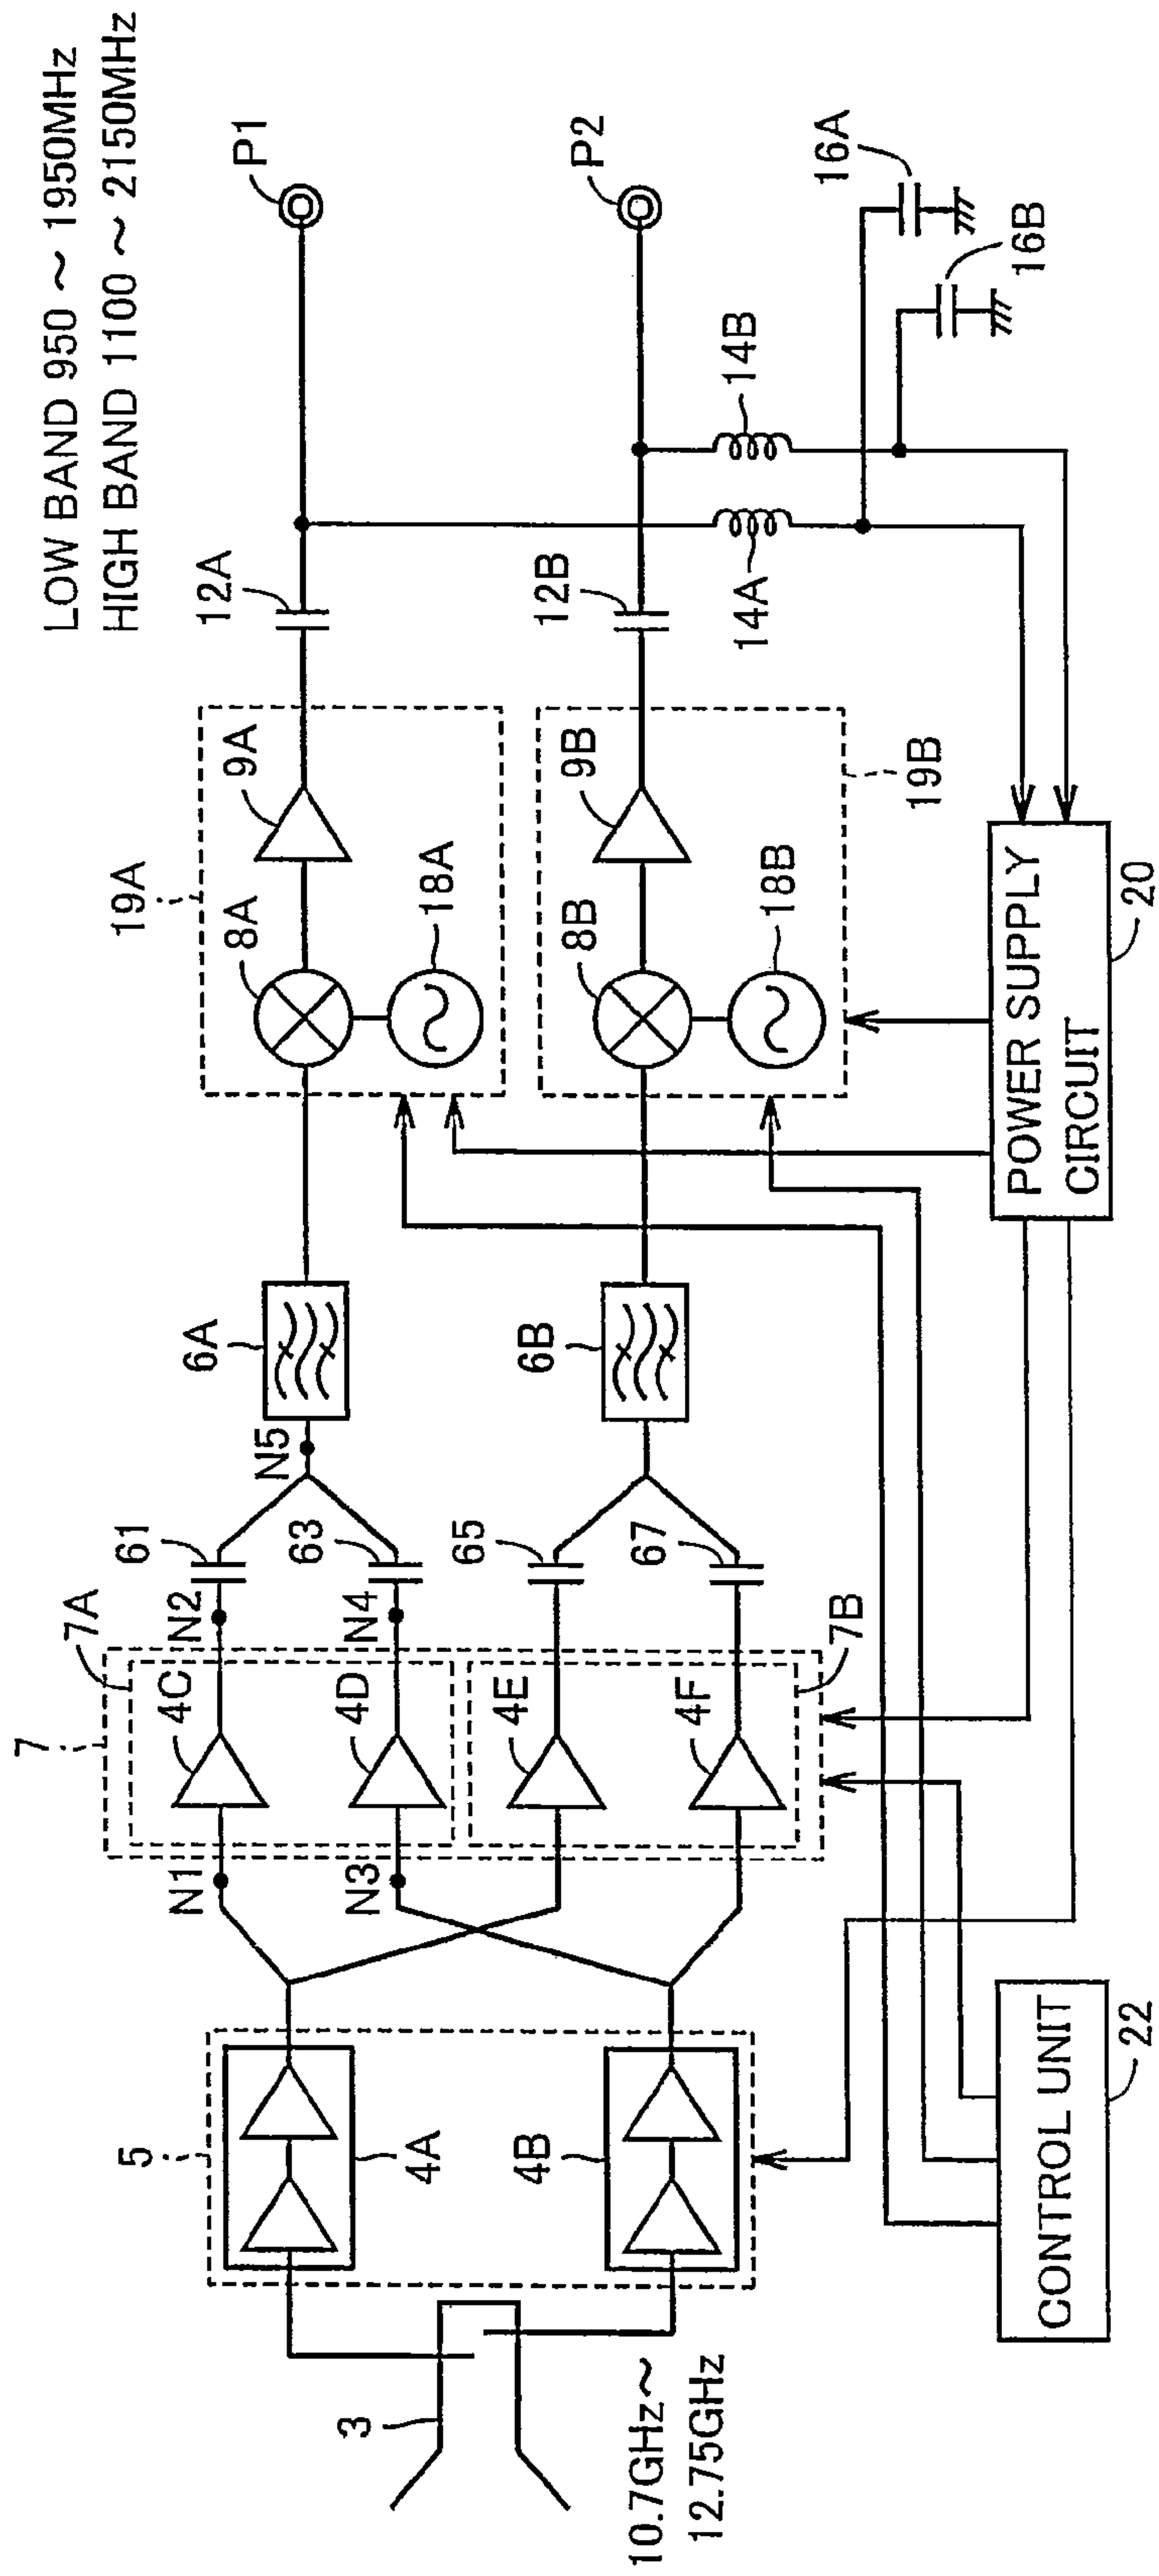 LOW BAND 950 ~ 1950MHz
HIGH BAND 1100 ~ 2150MHz
P1
P2
16A
16B
14B
14A
12A
12B
19A
9A
8A
18A
9B
8B
18B
19B
POWER SUPPLY
CIRCUIT
20
6A
6B
N5
61
63
65
67
N2
N4
7
7A
4C
4D
4E
4F
7B
N1
N3
5
4A
4B
CONTROL UNIT
22
3
10.7GHz~
12.75GHz